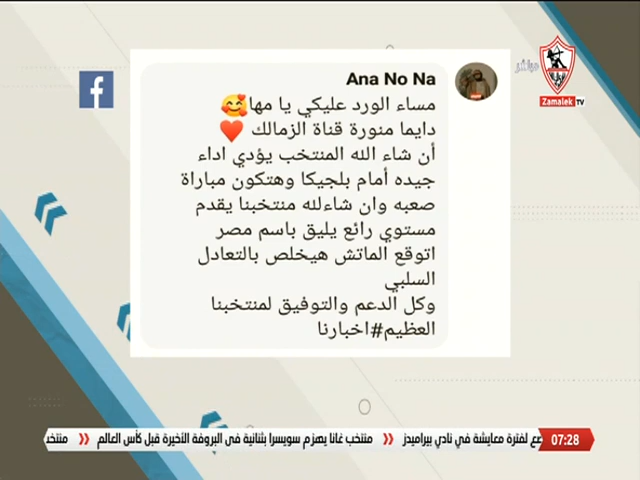 مباشر
Zamalek TV
Ana No Na
مساء الورد عليكي يا مها🥰
دايما منورة قناة الزمالك ♥
أن شاء الله المنتخب يؤدي اداء
جيده أمام بلجيكا وهتكون مباراة
صعبه وان شاءلله منتخبنا يقدم
مستوي رائع يليق باسم مصر
اتوقع الماتش هيخلص بالتعادل
السلبي
وكل الدعم والتوفيق لمنتخبنا
العظيم#اخبارنا
07:28 ضع لفترة معايشة في نادي بيراميدز » منتخب غانا يهزم سويسرا بثنائية في البروفة الأخيرة قبل كأس العالم » منتخد